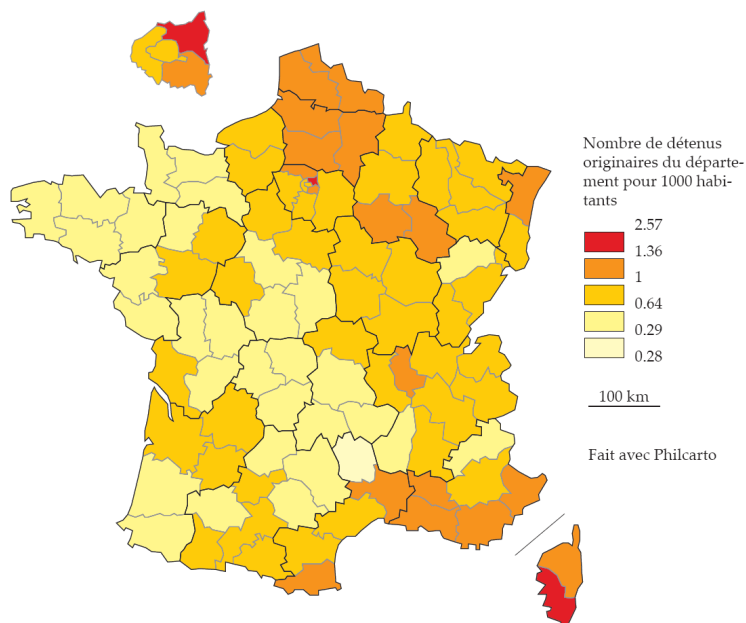 Nombre de détenus
originaires du départe-
ment pour 1000 habi-
tants
2.57
1.36
1
0.64
0.29
0.28
100 km
Fait avec Philcarto